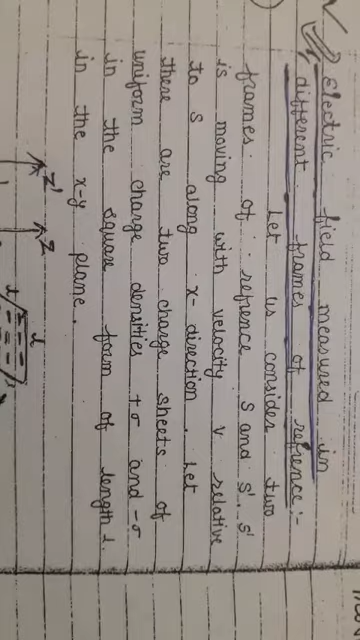 Electric field measured in
different frames of refrence:-
Let us consider two
frames of refrence S and S'. S'
is moving with velocity v relative
to S along x-direction. Let
there are two charge sheets of
uniform charge densities +σ and -σ
in the square form of length l.
in the x-y plane.
z' z
l